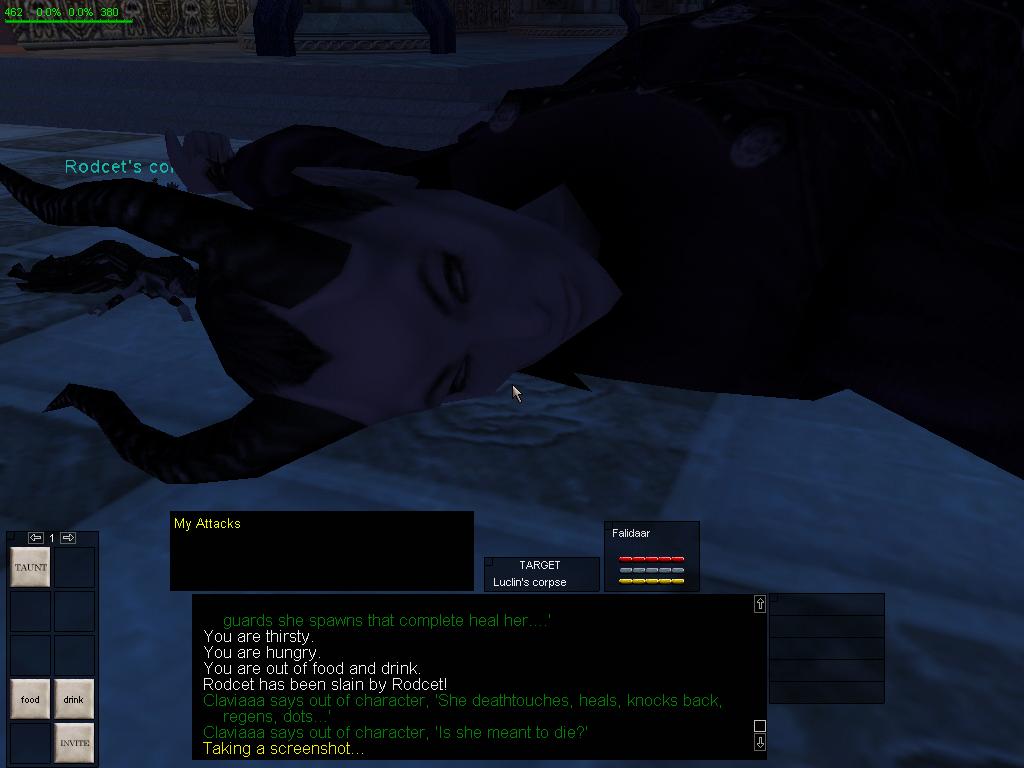 462 0.0% 0.0% 380
Rodcet's
My Attacks
1
TAUNT
TARGET
Luclin's corpse
Falidaar
guards she spawns that complete heal her....'
You are thirsty.
You are hungry.
You are out of food and drink.
Rodcet has been slain by Rodcet!
Claviaaa says out of character, 'She deathtouches, heals, knocks back,
regens, dots...'
Claviaaa says out of character, 'Is she meant to die?'
Taking a screenshot...
food drink
INVITE